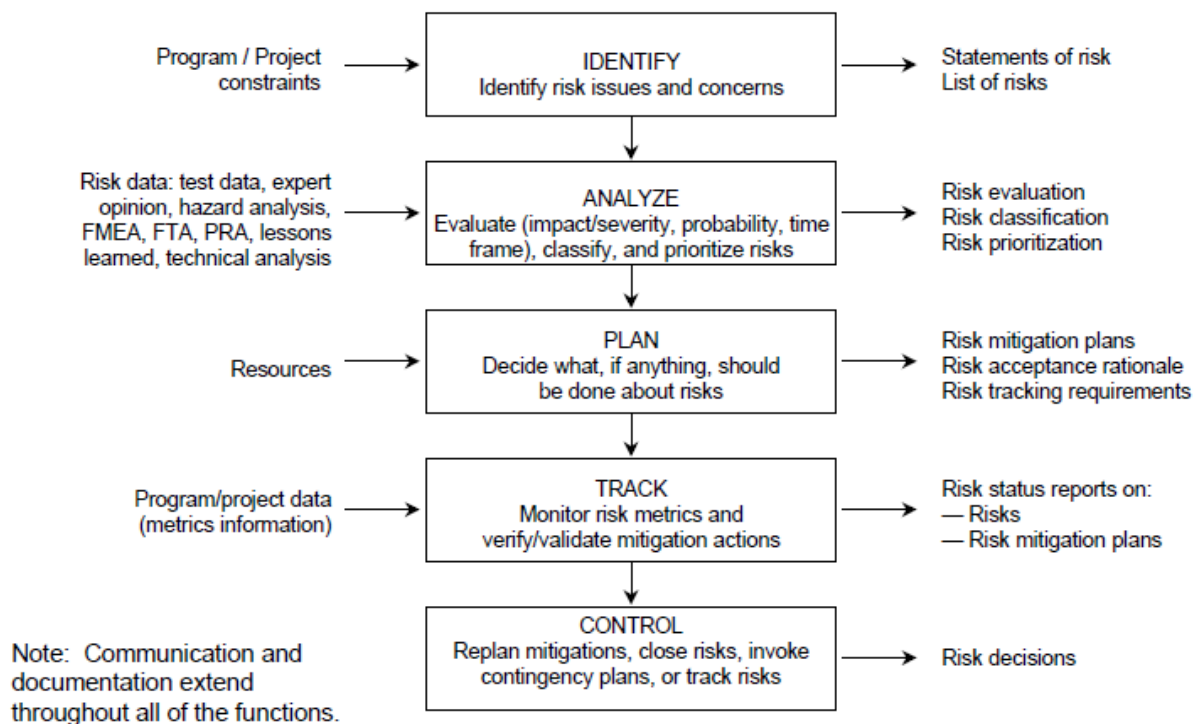 Program / Project
constraints
IDENTIFY
Identify risk issues and concerns
Statements of risk
List of risks
Risk data: test data, expert
opinion, hazard analysis,
FMEA, FTA, PRA, lessons
learned, technical analysis
ANALYZE
Evaluate (impact/severity, probability, time
frame), classify, and prioritize risks
Risk evaluation
Risk classification
Risk prioritization
Resources
PLAN
Decide what, if anything, should
be done about risks
Risk mitigation plans
Risk acceptance rationale
Risk tracking requirements
Program/project data
(metrics information)
TRACK
Monitor risk metrics and
verify/validate mitigation actions
Risk status reports on:
— Risks
— Risk mitigation plans
CONTROL
Replan mitigations, close risks, invoke
contingency plans, or track risks
Risk decisions
Note: Communication and
documentation extend
throughout all of the functions.